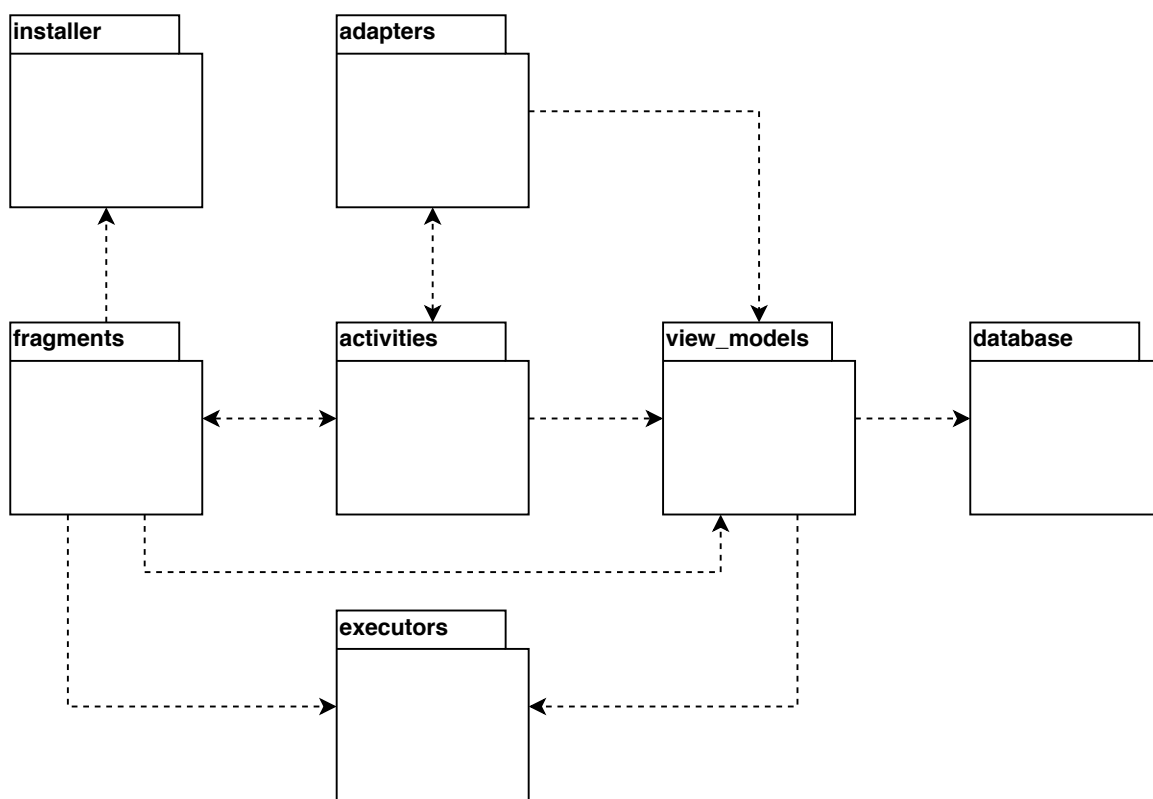 installer
adapters
fragments
activities
view_models
database
executors